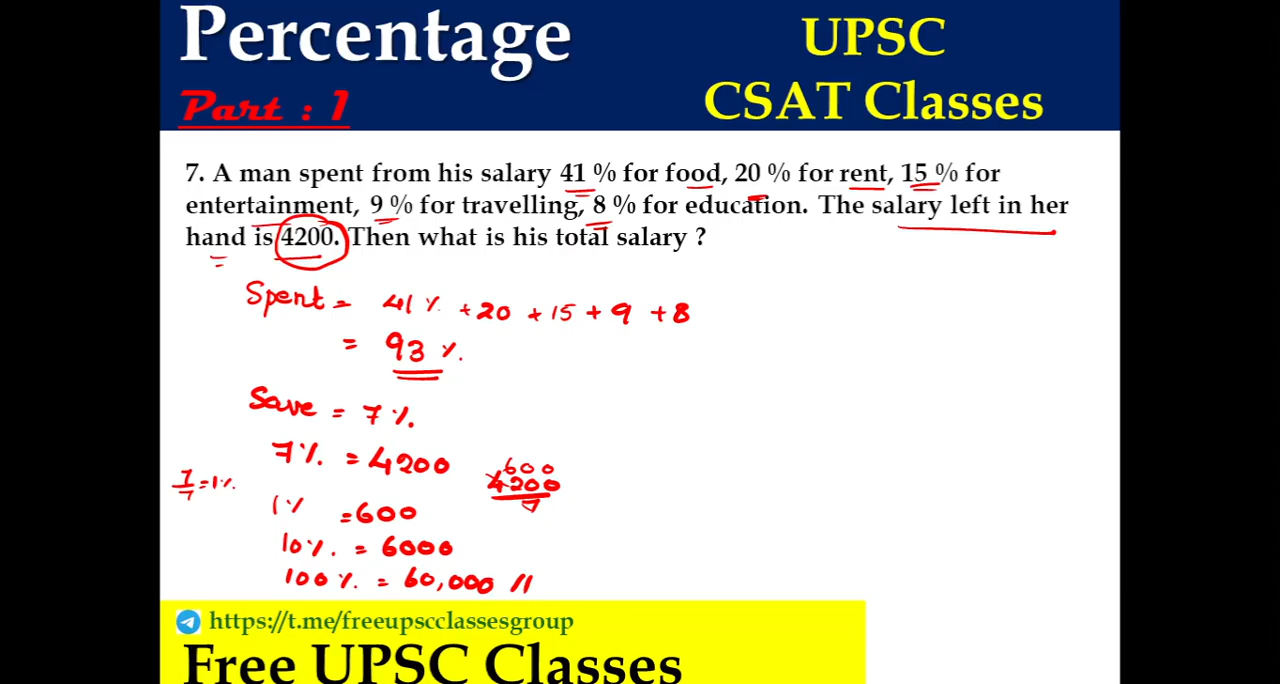 Percentage
UPSC
Part : 1
CSAT Classes
7. A man spent from his salary 41 % for food, 20 % for rent, 15 % for
entertainment, 9 % for travelling, 8 % for education. The salary left in her
hand is 4200. Then what is his total salary ?
Spent = 41 % + 20 + 15 + 9 + 8
= 93 %.
Save = 7 %.
7 %. = 4200
600
4200
7
7/7 = 1%.
1% = 600
10 %. = 6000
100 %. = 60,000 //
https://t.me/freeupscclassesgroup
Free UPSC Classes